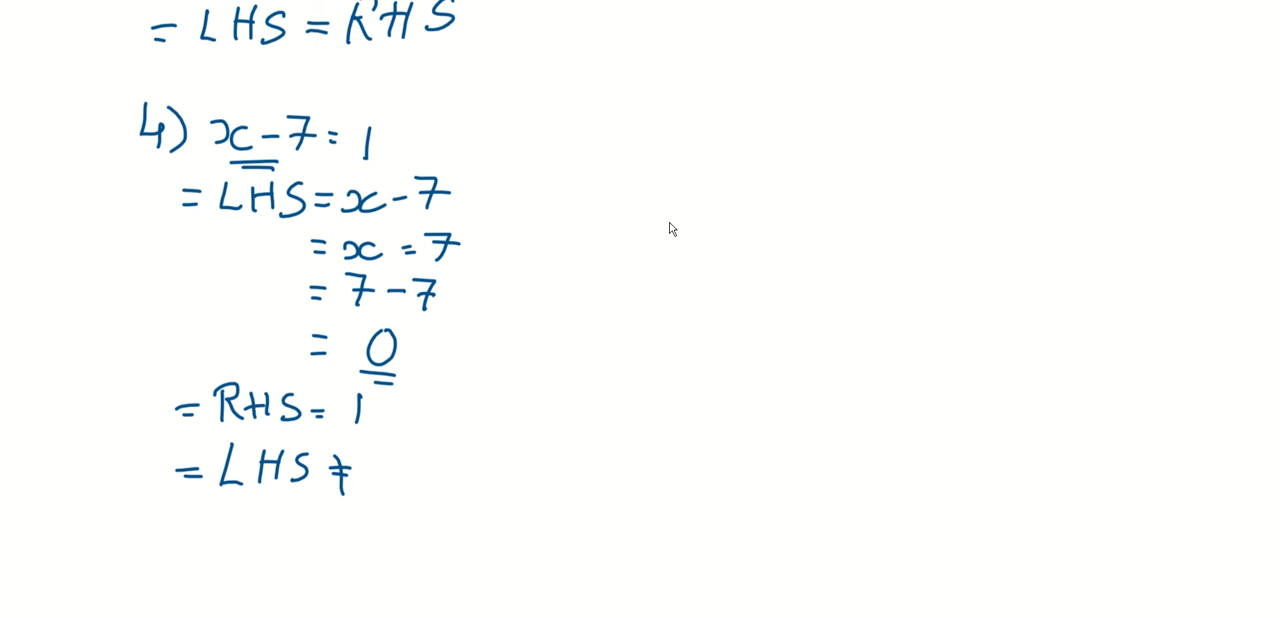 = LHS = RHS
4) x-7 = 1
= LHS = x - 7
= x = 7
= 7 - 7
= 0
= RHS = 1
= LHS ≠